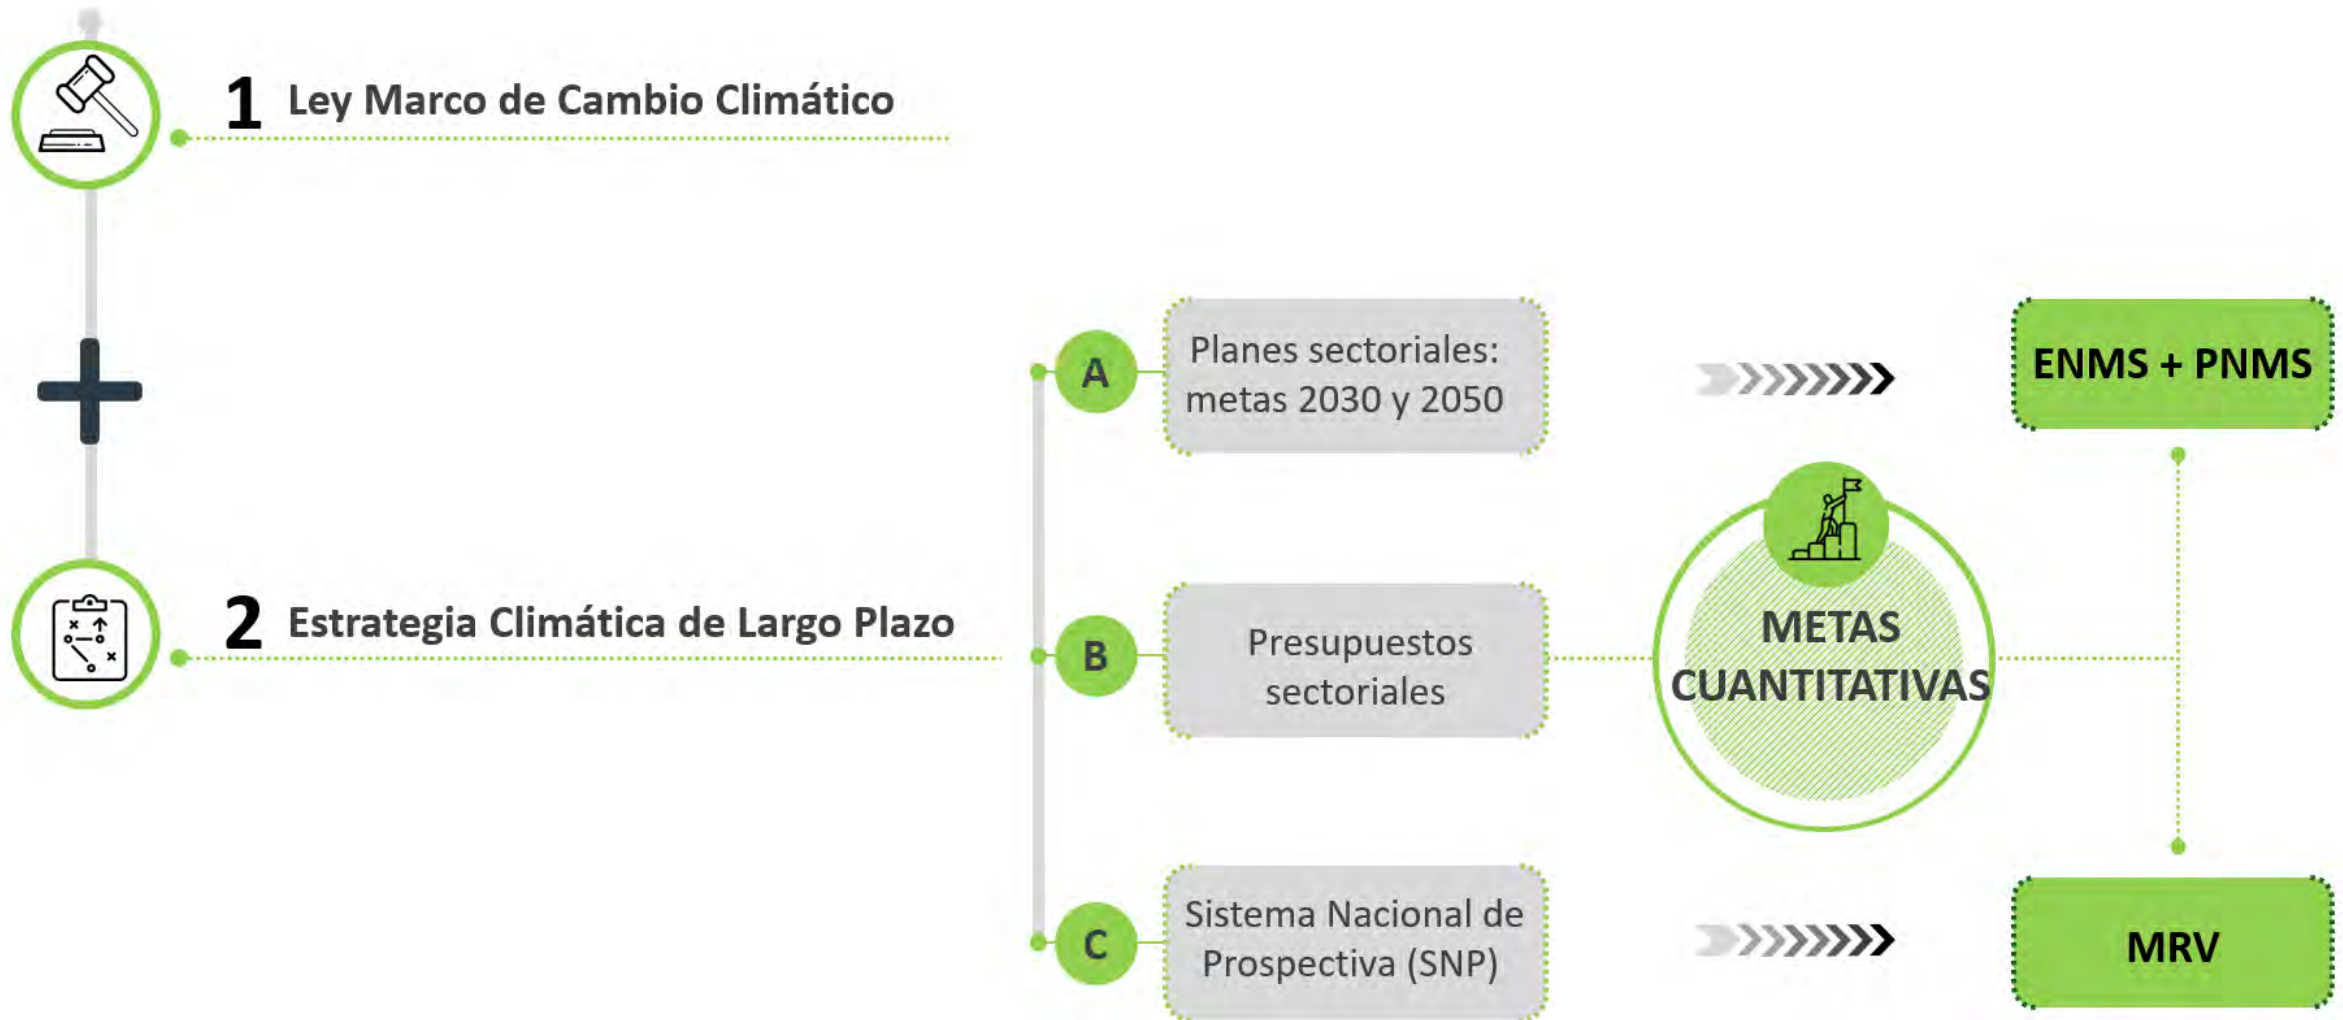 1 Ley Marco de Cambio Climático
2 Estrategia Climática de Largo Plazo
A
Planes sectoriales:
metas 2030 y 2050
ENMS + PNMS
B
Presupuestos
sectoriales
METAS
CUANTITATIVAS
C
Sistema Nacional de
Prospectiva (SNP)
MRV